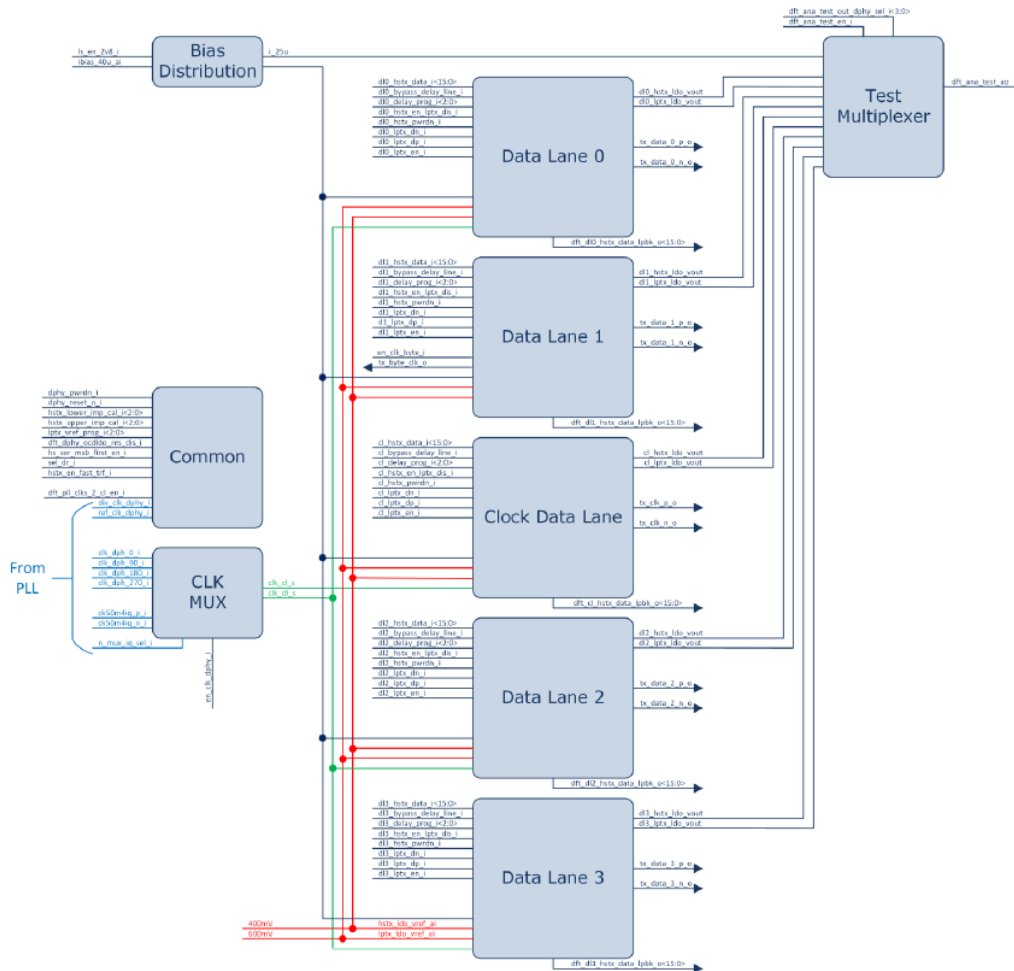 dft_ana_test_out_dphy_sel_i<3:0>
dft_ana_test_en_i
ls_en_2v8_i
ibias_40u_ai
Bias
Distribution
i_25u
Test
Multiplexer
dft_ana_test_ao
dl0_hstx_data_i<15:0>
dl0_bypass_delay_line_i
dl0_delay_prog_i<2:0>
dl0_hstx_en_lptx_dis_i
dl0_hstx_pwrdn_i
dl0_lptx_dn_i
dl0_lptx_dp_i
dl0_lptx_en_i
Data Lane 0
dl0_hstx_ldo_vout
dl0_lptx_ldo_vout
tx_data_0_p_o
tx_data_0_n_o
dft_dl0_hstx_data_lpbk_o<15:0>
dl1_hstx_data_i<15:0>
dl1_bypass_delay_line_i
dl1_delay_prog_i<2:0>
dl1_hstx_en_lptx_dis_i
dl1_hstx_pwrdn_i
dl1_lptx_dn_i
d1_lptx_dp_i
dl1_lptx_en_i
en_clk_byte_i
tx_byte_clk_o
Data Lane 1
dl1_hstx_ldo_vout
dl1_lptx_ldo_vout
tx_data_1_p_o
tx_data_1_n_o
dft_dl1_hstx_data_lpbk_o<15:0>
dphy_pwrdn_i
dphy_reset_n_i
hstx_lower_imp_cal_i<2:0>
hstx_upper_imp_cal_i<2:0>
lptx_vref_prog_i<2:0>
dft_dphy_ocdldo_res_dis_i
hs_ser_msb_first_en_i
sel_dr_i
hstx_en_fast_trf_i
dft_pll_clks_2_cl_en_i
div_clk_dphy_i
ref_clk_dphy_i
Common
cl_hstx_data_i<15:0>
cl_bypass_delay_line_i
cl_delay_prog_i<2:0>
cl_hstx_en_lptx_dis_i
cl_hstx_pwrdn_i
cl_lptx_dn_i
cl_lptx_dp_i
cl_lptx_en_i
Clock Data Lane
cl_hstx_ldo_vout
cl_lptx_ldo_vout
tx_clk_p_o
tx_clk_n_o
dft_cl_hstx_data_lpbk_o<15:0>
From
PLL
clk_dph_0_i
clk_dph_90_i
clk_dph_180_i
clk_dph_270_i
ck50m4iq_p_i
ck50m4iq_n_i
n_mux_iq_sel_i
CLK
MUX
clk_cl_s
clk_dl_s
en_clk_dphy_i
dl2_hstx_data_i<15:0>
dl2_bypass_delay_line_i
dl2_delay_prog_i<2:0>
dl2_hstx_en_lptx_dis_i
dl2_hstx_pwrdn_i
dl2_lptx_dn_i
dl2_lptx_dp_i
dl2_lptx_en_i
Data Lane 2
dl2_hstx_ldo_vout
dl2_lptx_ldo_vout
tx_data_2_p_o
tx_data_2_n_o
dft_dl2_hstx_data_lpbk_o<15:0>
dl3_hstx_data_i<15:0>
dl3_bypass_delay_line_i
dl3_delay_prog_i<2:0>
dl3_hstx_en_lptx_dis_i
dl3_hstx_pwrdn_i
dl3_lptx_dn_i
dl3_lptx_dp_i
dl3_lptx_en_i
Data Lane 3
dl3_hstx_ldo_vout
dl3_lptx_ldo_vout
tx_data_3_p_o
tx_data_3_n_o
400mV
hstx_ldo_vref_ai
600mV
lptx_ldo_vref_ai
dft_dl3_hstx_data_lpbk_o<15:0>